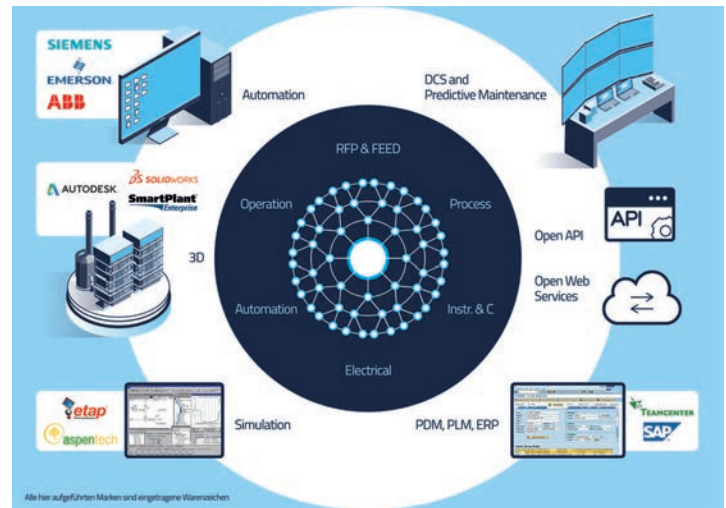 SIEMENS
EMERSON
ABB
Automation
DCS and
Predictive Maintenance
RFP & FEED
AUTODESK
SOLIDWORKS
SmartPlant
Enterprise
Operation
Process
API
Open API
3D
Open Web
Services
Automation
Instr. & C
Electrical
etap
aspentech
Simulation
PDM, PLM, ERP
TEAMCENTER
SAP
Alle hier aufgeführten Marken sind eingetragene Warenzeichen